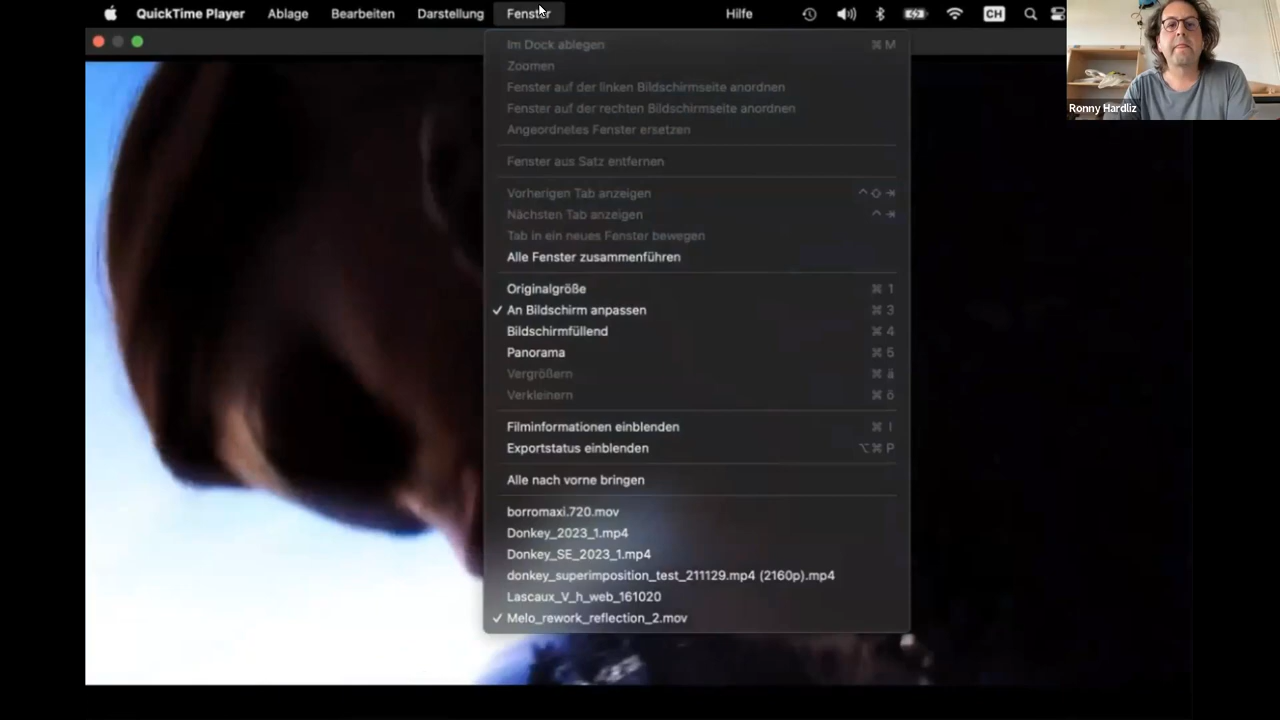 QuickTime Player Ablage Bearbeiten Darstellung Fenster Hilfe CH
Im Dock ablegen ⌘ M
Zoomen
Fenster auf der linken Bildschirmseite anordnen
Fenster auf der rechten Bildschirmseite anordnen
Angeordnetes Fenster ersetzen
Fenster aus Satz entfernen
Vorherigen Tab anzeigen ^ ⇧ ⇥
Nächsten Tab anzeigen ^ ⇥
Tab in ein neues Fenster bewegen
Alle Fenster zusammenführen
Originalgröße ⌘ 1
✓ An Bildschirm anpassen ⌘ 3
Bildschirmfüllend ⌘ 4
Panorama ⌘ 5
Vergrößern ⌘ ä
Verkleinern ⌘ ö
Filminformationen einblenden ⌘ I
Exportstatus einblenden ⌥ ⌘ P
Alle nach vorne bringen
borromaxi.720.mov
Donkey_2023_1.mp4
Donkey_SE_2023_1.mp4
donkey_superimposition_test_211129.mp4 (2160p).mp4
Lascaux_V_h_web_161020
✓ Melo_rework_reflection_2.mov
Ronny Hardliz